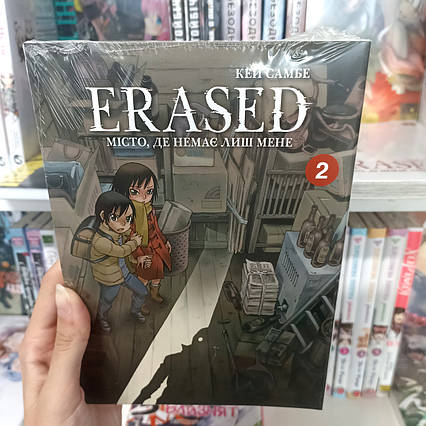 КЕЙ САМБЕ
ERASED
МІСТО, ДЕ НЕМАЄ ЛИШ МЕНЕ
2